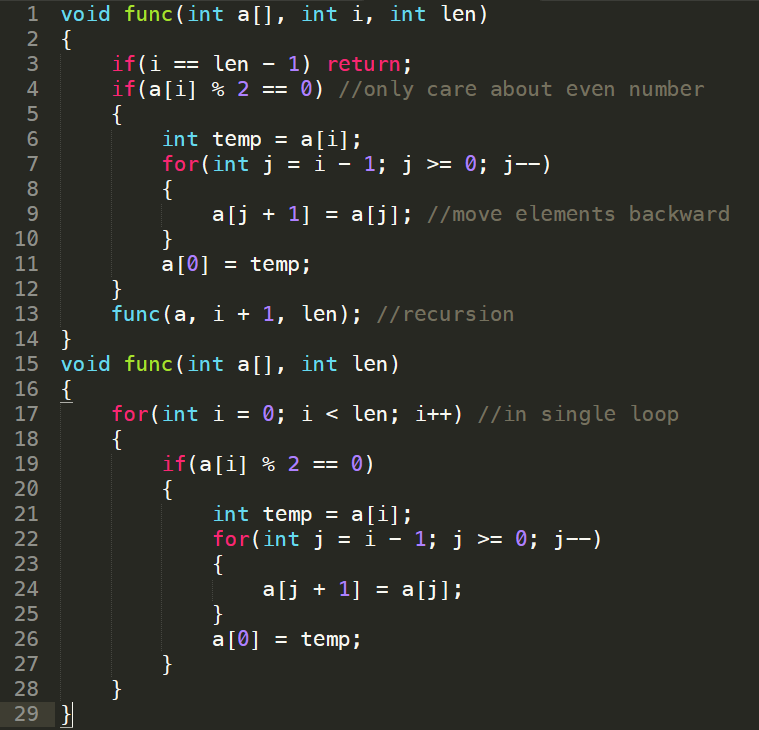 1 void func(int a[], int i, int len)
2 {
3     if(i == len - 1) return;
4     if(a[i] % 2 == 0) //only care about even number
5     {
6         int temp = a[i];
7         for(int j = i - 1; j >= 0; j--)
8         {
9             a[j + 1] = a[j]; //move elements backward
10         }
11         a[0] = temp;
12     }
13     func(a, i + 1, len); //recursion
14 }
15 void func(int a[], int len)
16 {
17     for(int i = 0; i < len; i++) //in single loop
18     {
19         if(a[i] % 2 == 0)
20         {
21             int temp = a[i];
22             for(int j = i - 1; j >= 0; j--)
23             {
24                 a[j + 1] = a[j];
25             }
26             a[0] = temp;
27         }
28     }
29 }